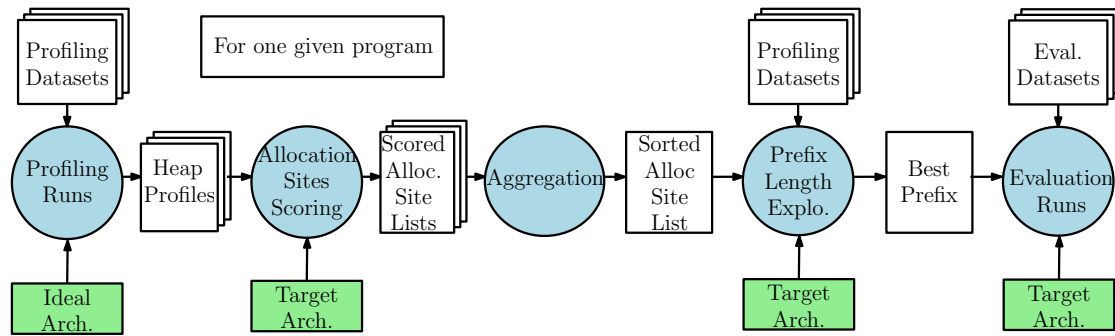 Profiling
Datasets
For one given program
Profiling
Datasets
Eval.
Datasets
Profiling
Runs
Heap
Profiles
Allocation
Sites
Scoring
Scored
Alloc.
Site
Lists
Aggregation
Sorted
Alloc
Site
List
Prefix
Length
Explo.
Best
Prefix
Evaluation
Runs
Ideal
Arch.
Target
Arch.
Target
Arch.
Target
Arch.